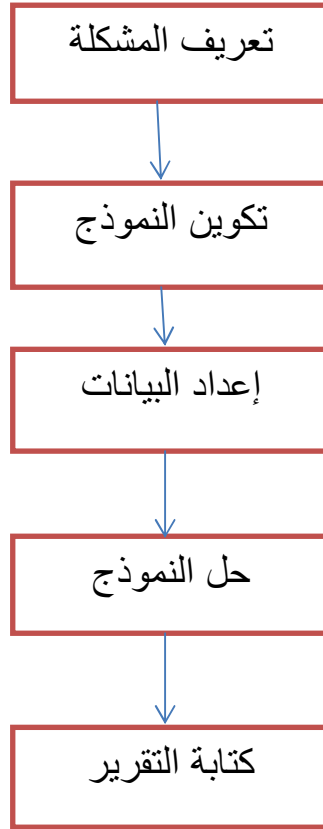 تعريف المشكلة
تكوين النموذج
إعداد البيانات
حل النموذج
كتابة التقرير